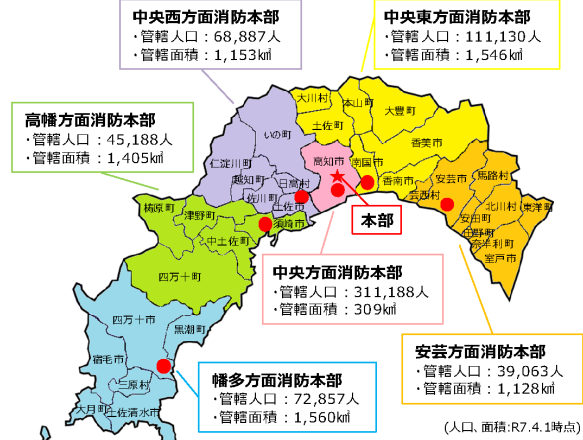 中央西方面消防本部
・管轄人口：68,887人
・管轄面積：1,153㎢
中央東方面消防本部
・管轄人口：111,130人
・管轄面積：1,546㎢
高幡方面消防本部
・管轄人口：45,188人
・管轄面積：1,405㎢
大川村
本山町
大豊町
土佐町
いの町
香美市
高知市
南国市
仁淀川町
越知町
日高村
佐川町
土佐市
香南市
安芸市
馬路村
芸西村
北川村
東洋町
安田町
田野町
奈半利町
室戸市
本部
檮原町
津野町
須崎市
中土佐町
四万十町
中央方面消防本部
・管轄人口：311,188人
・管轄面積：309㎢
四万十市
黒潮町
宿毛市
三原村
大月町
土佐清水市
安芸方面消防本部
・管轄人口：39,063人
・管轄面積：1,128㎢
幡多方面消防本部
・管轄人口：72,857人
・管轄面積：1,560㎢
(人口、面積:R7.4.1時点)